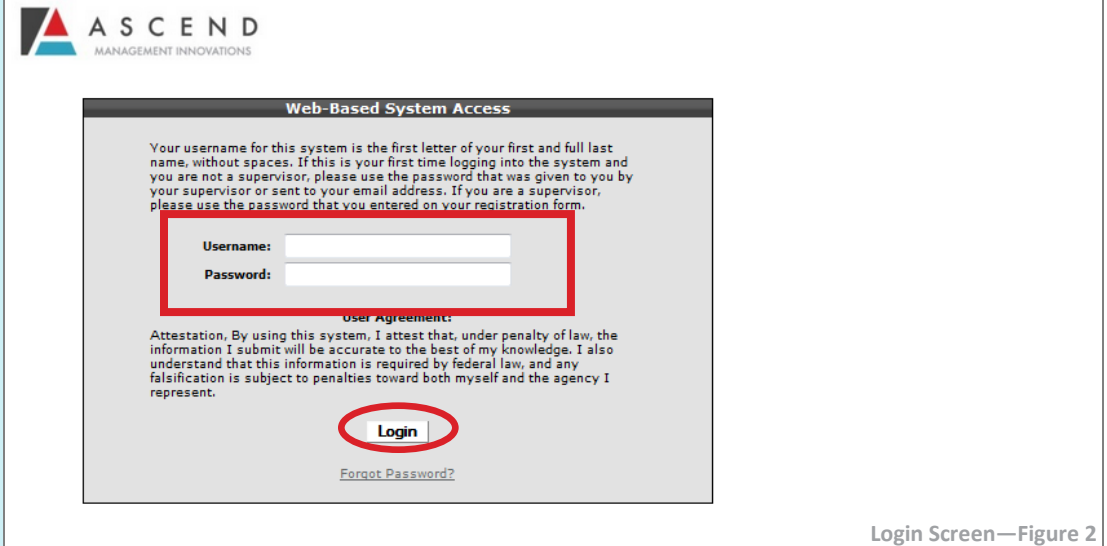 ASCEND
MANAGEMENT INNOVATIONS
Web-Based System Access
Your username for this system is the first letter of your first and full last
name, without spaces. If this is your first time logging into the system and
you are not a supervisor, please use the password that was given to you by
your supervisor or sent to your email address. If you are a supervisor,
please use the password that you entered on your registration form.
Username:
Password:
User Agreement:
Attestation, By using this system, I attest that, under penalty of law, the
information I submit will be accurate to the best of my knowledge. I also
understand that this information is required by federal law, and any
falsification is subject to penalties toward both myself and the agency I
represent.
Login
Forgot Password?
Login Screen—Figure 2